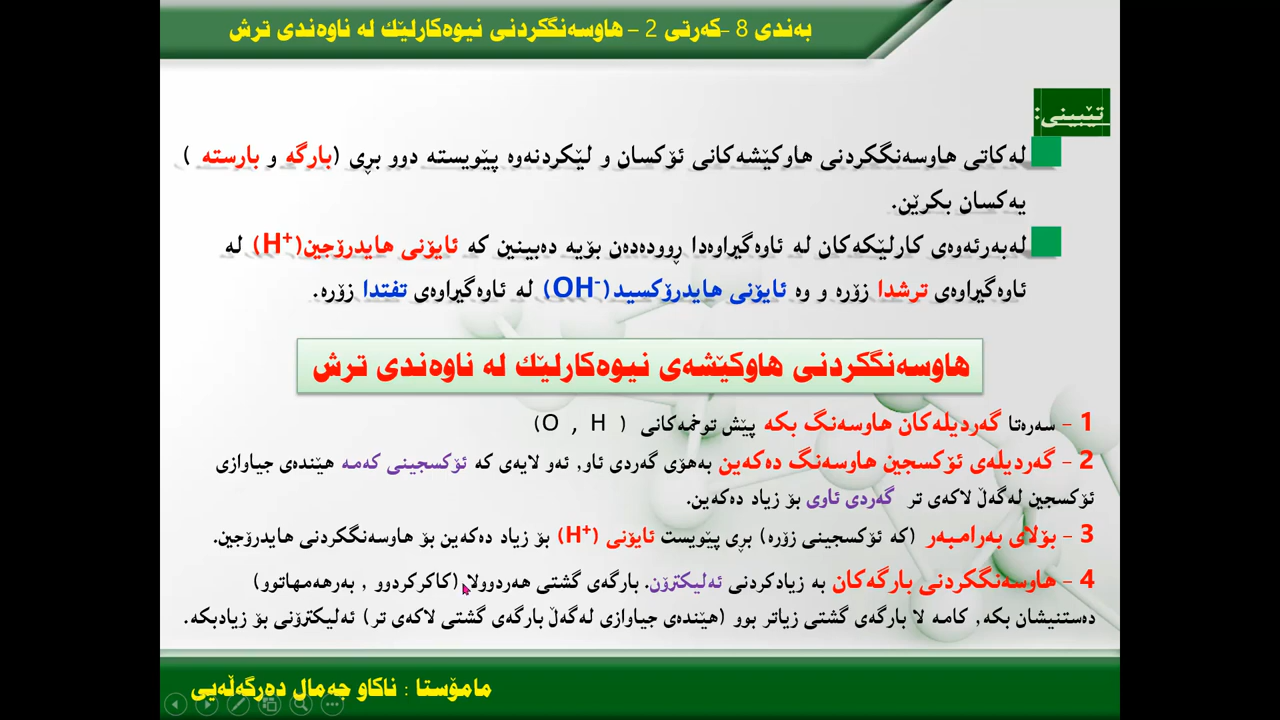 بەندی 8 –کەرتی 2 – هاوسەنگکردنی نیوەکارلێك لە ناوەندی ترش
تێبینی:
لەکاتی هاوسەنگکردنی هاوکێشەکانی ئۆکسان و لێکردنەوە پێویستە دوو بڕی (بارگە و بارستە )
یەکسان بکرێن.
لەبەرئەوەی کارلێکەکان لە ئاوەگیراوەدا ڕوودەدەن بۆیە دەبینین کە ئایۆنی هایدرۆجین(H+) لە
ئاوەگیراوەی ترشدا زۆرە و وە ئایۆنی هایدرۆکسید(OH-) لە ئاوەگیراوەی تفتدا زۆرە.
هاوسەنگکردنی هاوکێشەی نیوەکارلێك لە ناوەندی ترش
1 – سەرەتا گەردیلەکان هاوسەنگ بکە پێش توخمەکانی ( O , H )
2 – گەردیلەی ئۆکسجین هاوسەنگ دەکەین بەهۆی گەردی ئاو, ئەو لایەی کە ئۆکسجینی کەمە هێندەی جیاوازی
ئۆکسجین لەگەڵ لاکەی تر گەردی ئاوی بۆ زیاد دەکەین.
3 – بۆلای بەرامبەر (کە ئۆکسجینی زۆرە) بڕی پێویست ئایۆنی (H+) بۆ زیاد دەکەین بۆ هاوسەنگکردنی هایدرۆجین.
4 – هاوسەنگکردنی بارگەکان بە زیادکردنی ئەلیکترۆن. بارگەی گشتی هەردوولا (کاکرکردوو , بەرهەمهاتوو)
دەستنیشان بکە, کامە لا بارگەی گشتی زیاتر بوو (هێندەی جیاوازی لەگەڵ بارگەی گشتی لاکەی تر) ئەلیکترۆنی بۆ زیادبکە.
مامۆستا : ناکاو جەمال دەرگەڵەیی